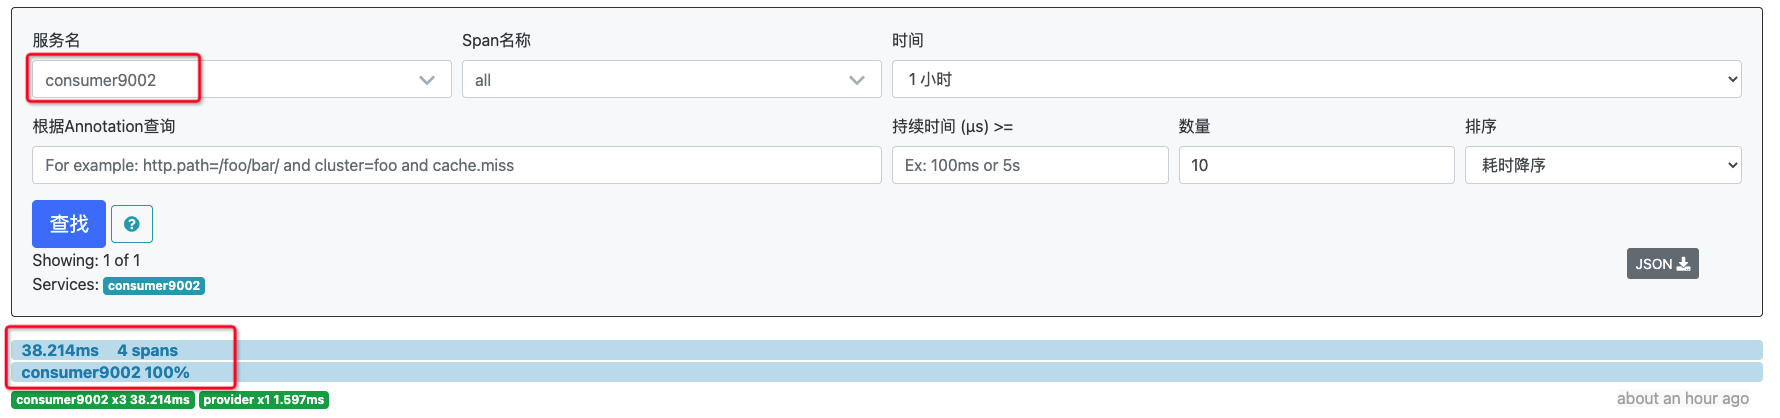 服务名 Span名称 时间
consumer9002 all 1 小时
根据Annotation查询 持续时间 (μs) >= 数量 排序
For example: http.path=/foo/bar/ and cluster=foo and cache.miss Ex: 100ms or 5s 10 耗时降序
查找 ?
Showing: 1 of 1
JSON
Services: consumer9002
38.214ms 4 spans
consumer9002 100%
consumer9002 x3 38.214ms provider x1 1.597ms about an hour ago